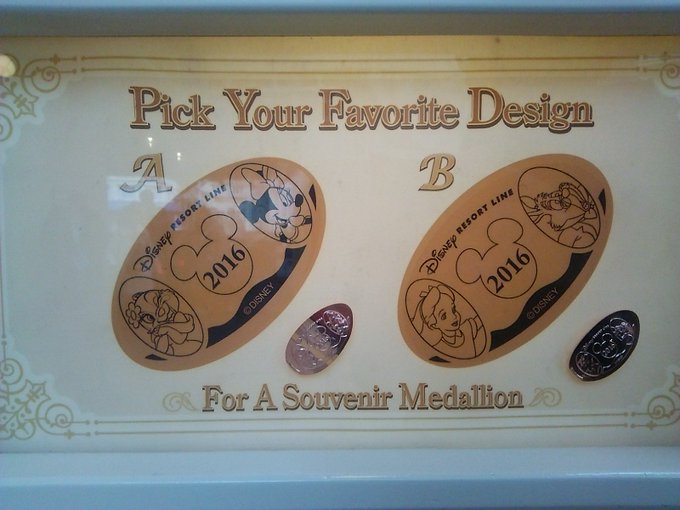 Pick Your Favorite Design
A
DISNEY RESORT LINE
2016
©DISNEY
B
DISNEY RESORT LINE
2016
©DISNEY
For A Souvenir Medallion